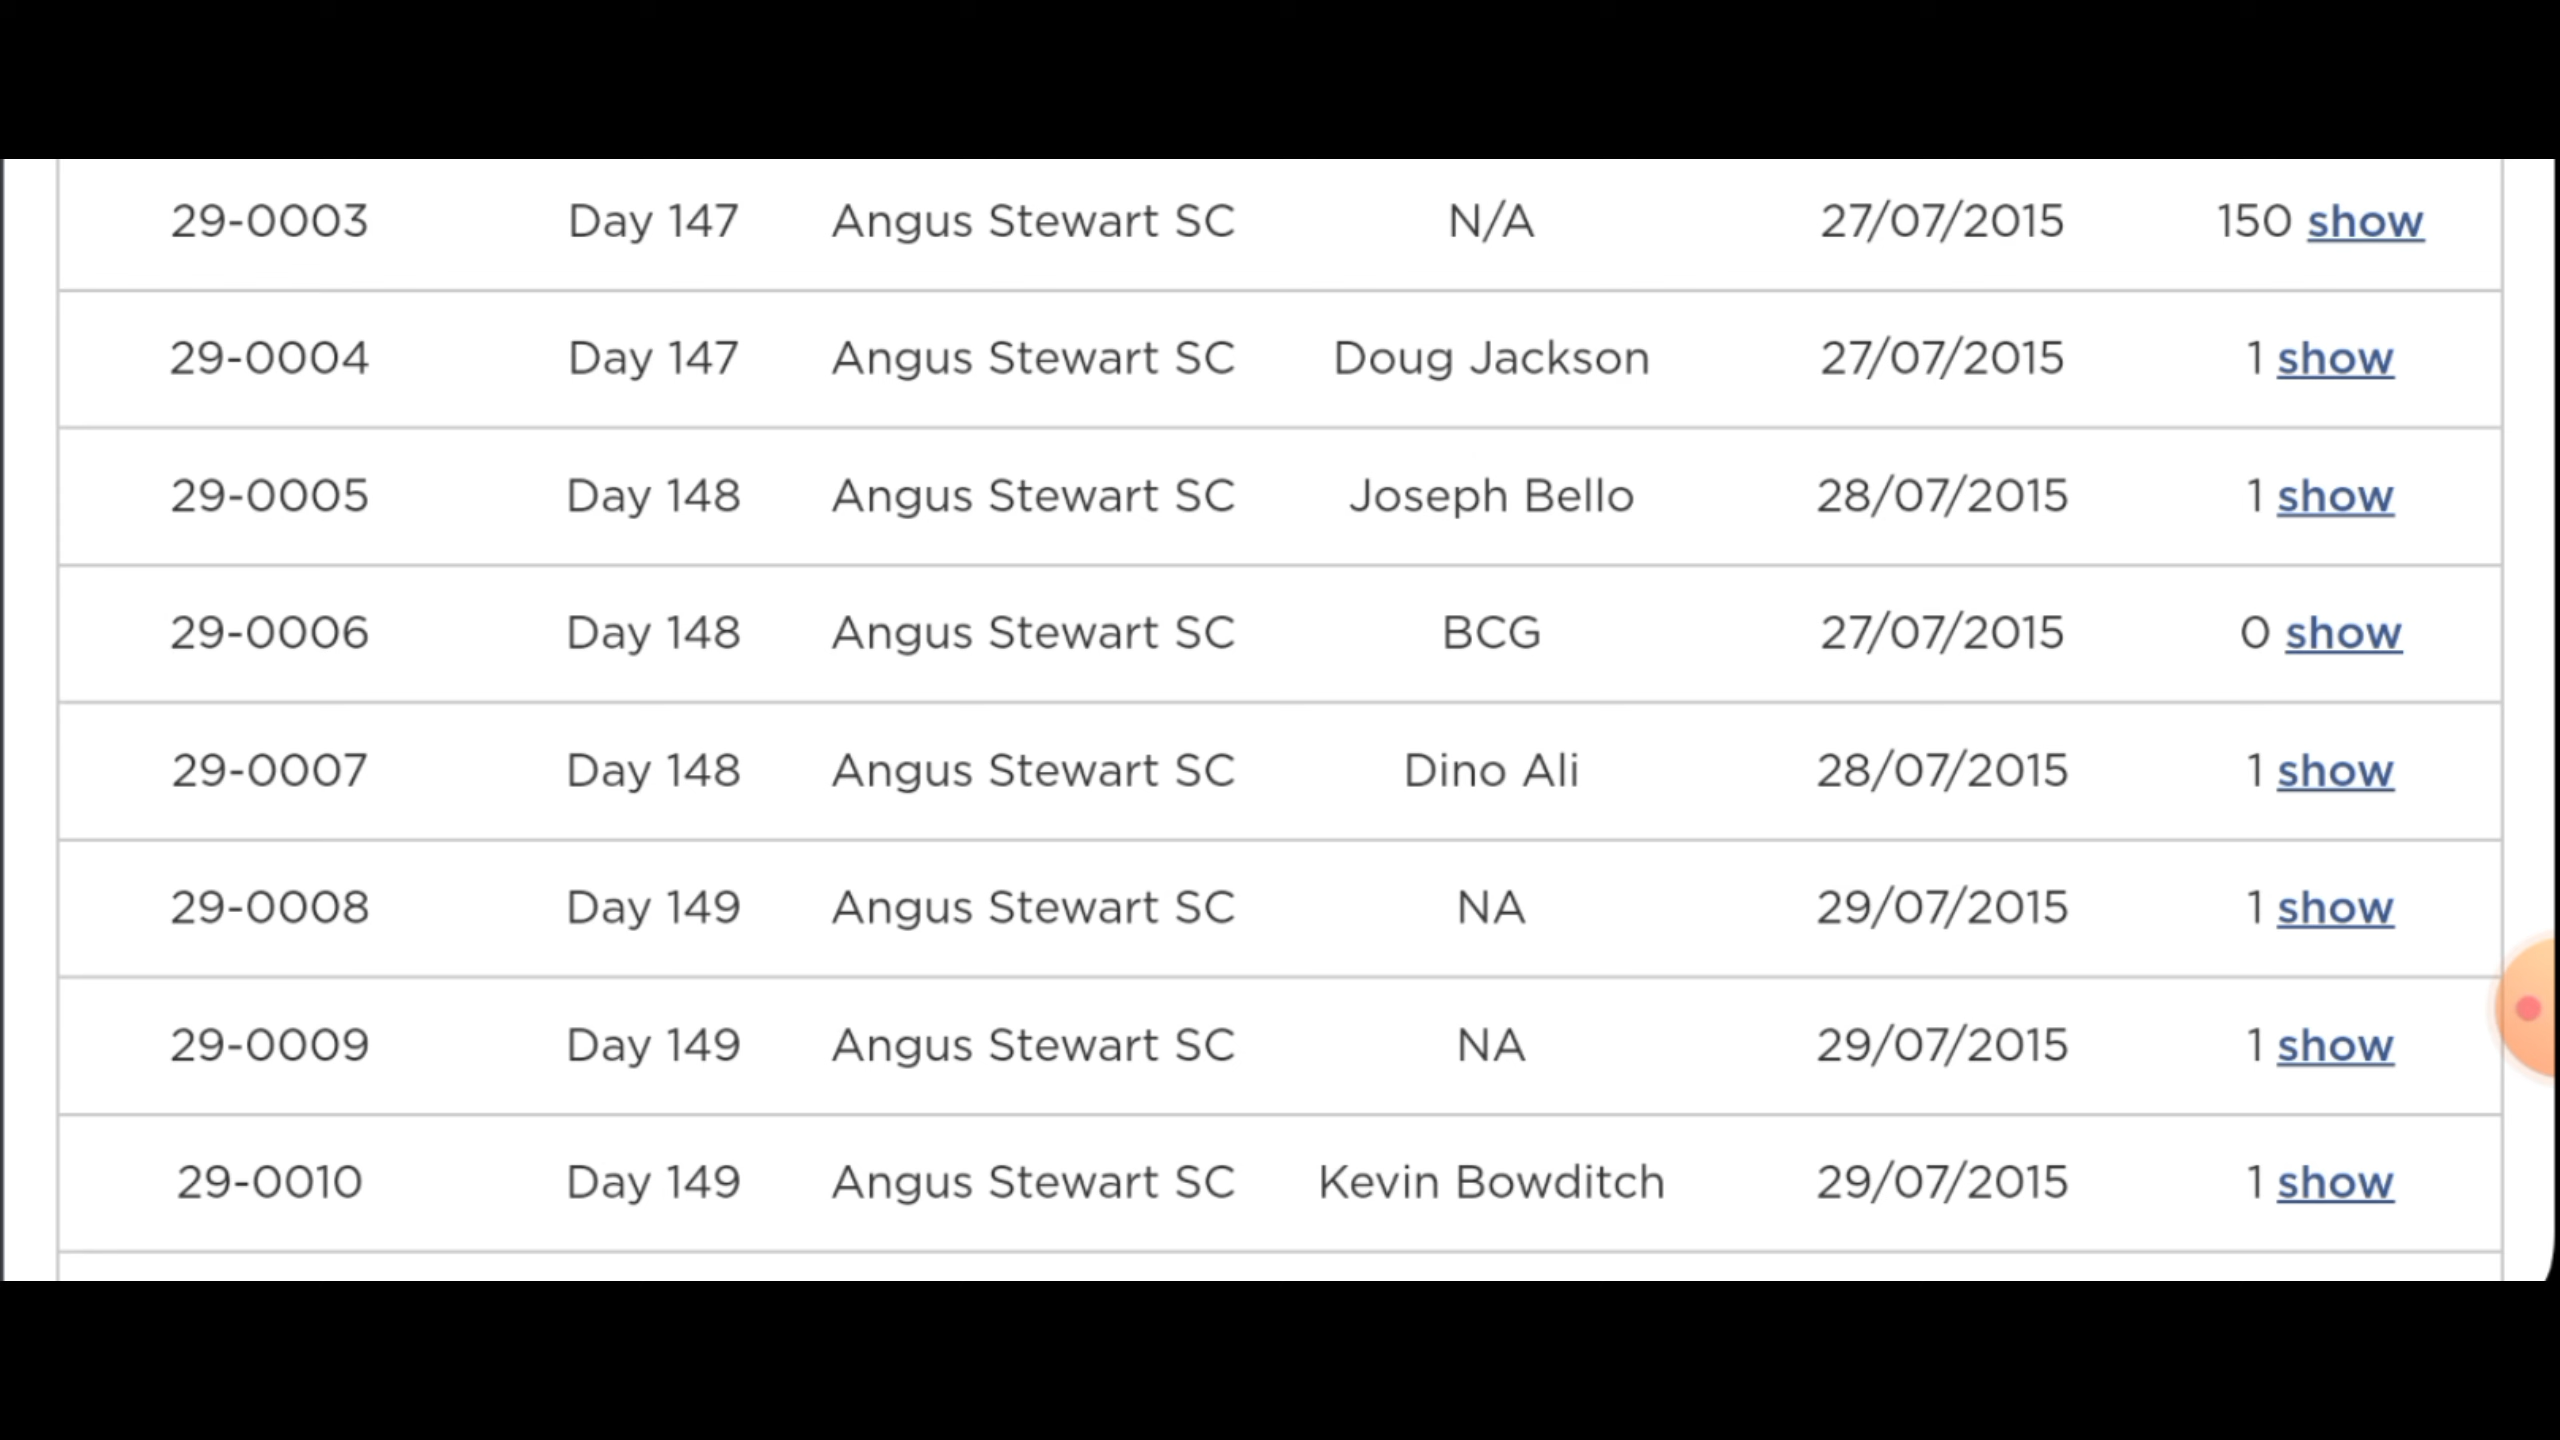 29-0003 Day 147 Angus Stewart SC N/A 27/07/2015 150 show
29-0004 Day 147 Angus Stewart SC Doug Jackson 27/07/2015 1 show
29-0005 Day 148 Angus Stewart SC Joseph Bello 28/07/2015 1 show
29-0006 Day 148 Angus Stewart SC BCG 27/07/2015 0 show
29-0007 Day 148 Angus Stewart SC Dino Ali 28/07/2015 1 show
29-0008 Day 149 Angus Stewart SC NA 29/07/2015 1 show
29-0009 Day 149 Angus Stewart SC NA 29/07/2015 1 show
29-0010 Day 149 Angus Stewart SC Kevin Bowditch 29/07/2015 1 show